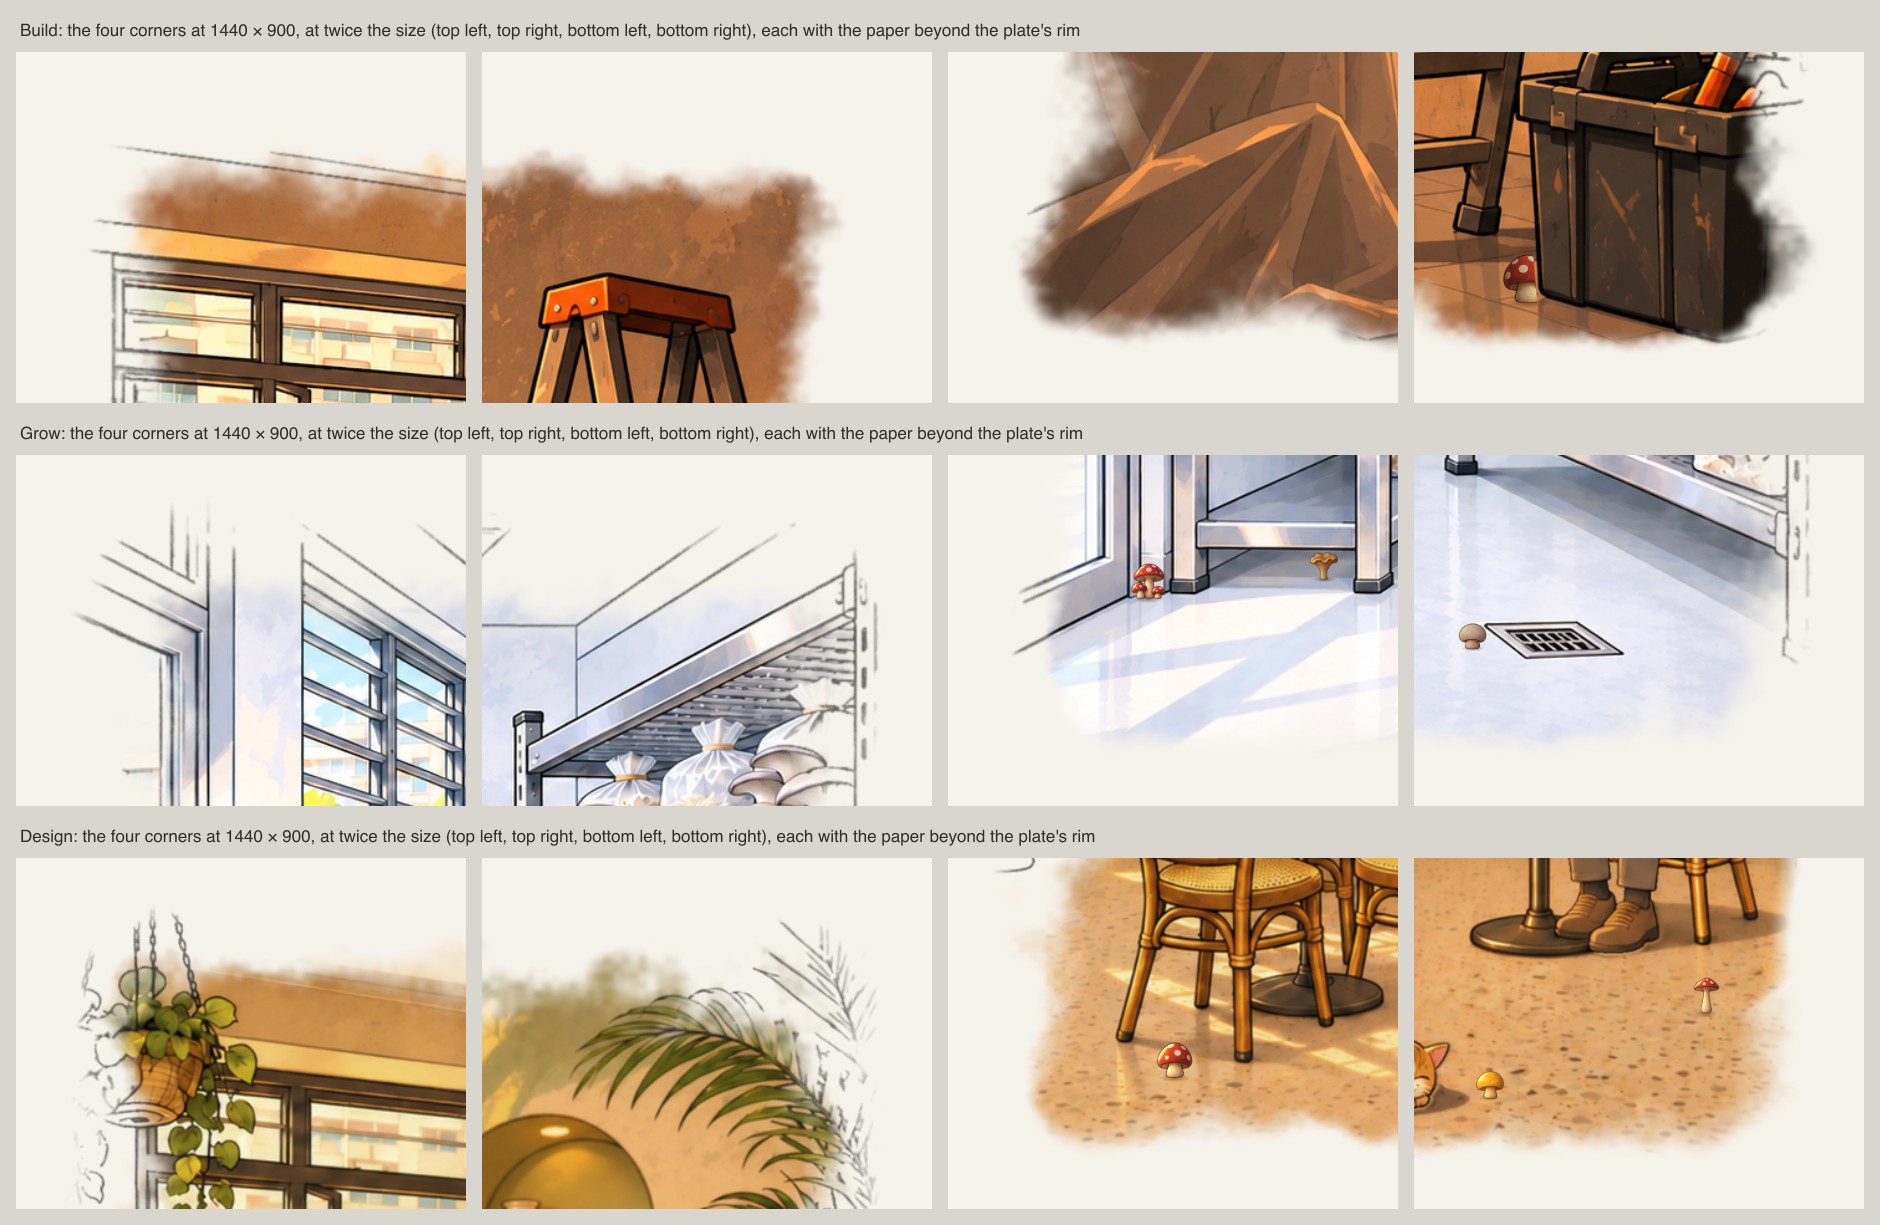 Build: the four corners at 1440 × 900, at twice the size (top left, top right, bottom left, bottom right), each with the paper beyond the plate's rim
Grow: the four corners at 1440 × 900, at twice the size (top left, top right, bottom left, bottom right), each with the paper beyond the plate's rim
Design: the four corners at 1440 × 900, at twice the size (top left, top right, bottom left, bottom right), each with the paper beyond the plate's rim